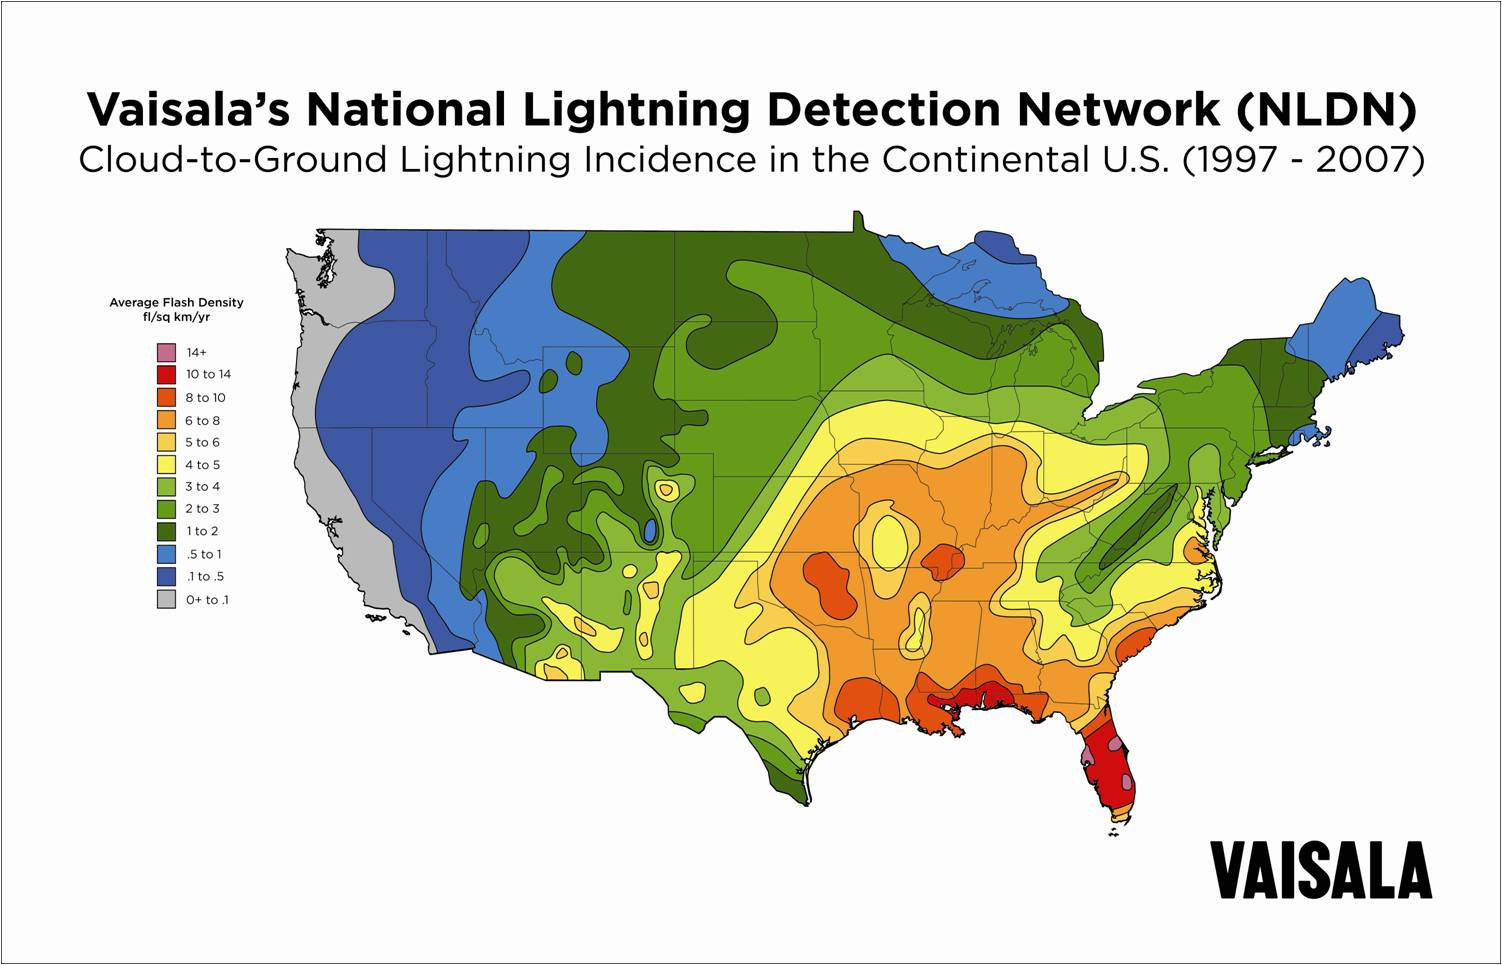 Vaisala's National Lightning Detection Network (NLDN)
Cloud-to-Ground Lightning Incidence in the Continental U.S. (1997 - 2007)
Average Flash Density
fl/sq km/yr
14+
10 to 14
8 to 10
6 to 8
5 to 6
4 to 5
3 to 4
2 to 3
1 to 2
.5 to 1
.1 to .5
0+ to .1
VAISALA